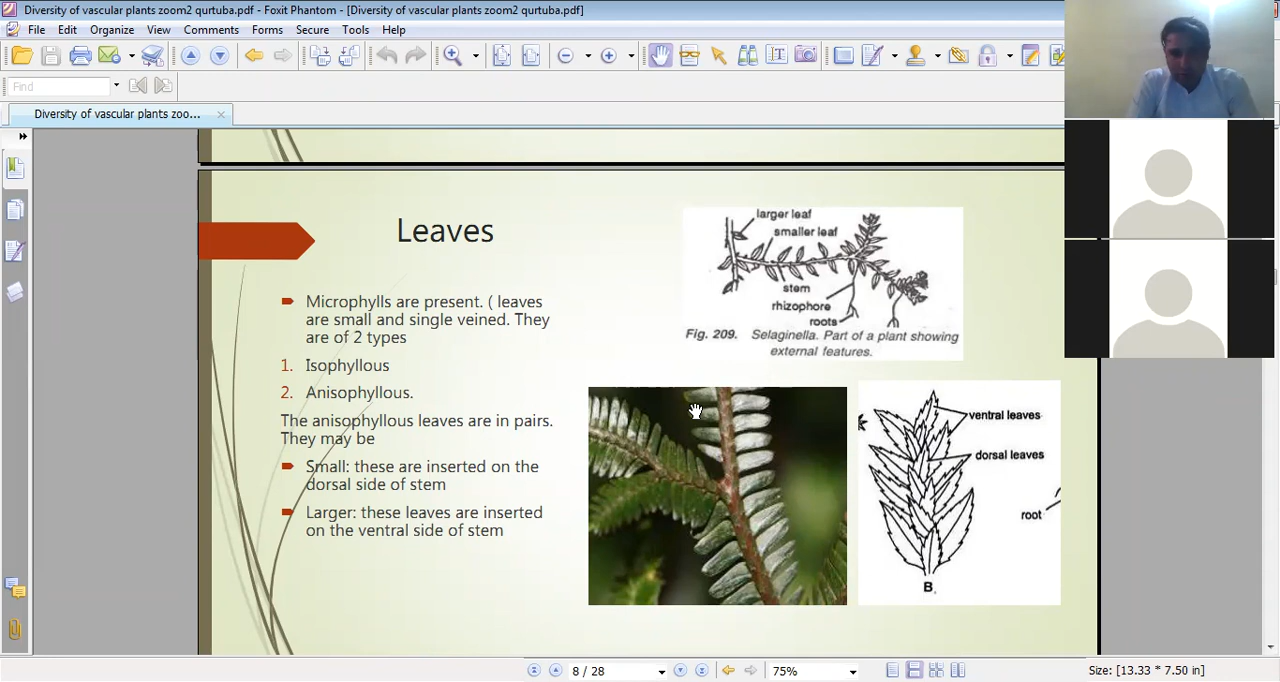 Diversity of vascular plants zoom2 qurtuba.pdf - Foxit Phantom - [Diversity of vascular plants zoom2 qurtuba.pdf]
File Edit Organize View Comments Forms Secure Tools Help
Find
Diversity of vascular plants zoo...
Leaves
Microphylls are present. ( leaves
are small and single veined. They
are of 2 types
1. Isophyllous
2. Anisophyllous.
The anisophyllous leaves are in pairs.
They may be
Small: these are inserted on the
dorsal side of stem
Larger: these leaves are inserted
on the ventral side of stem
larger leaf
smaller leaf
stem
rhizophore
roots
Fig. 209. Selaginella. Part of a plant showing
external features.
ventral leaves
dorsal leaves
root
B.
8 / 28
75%
Size: [13.33 * 7.50 in]